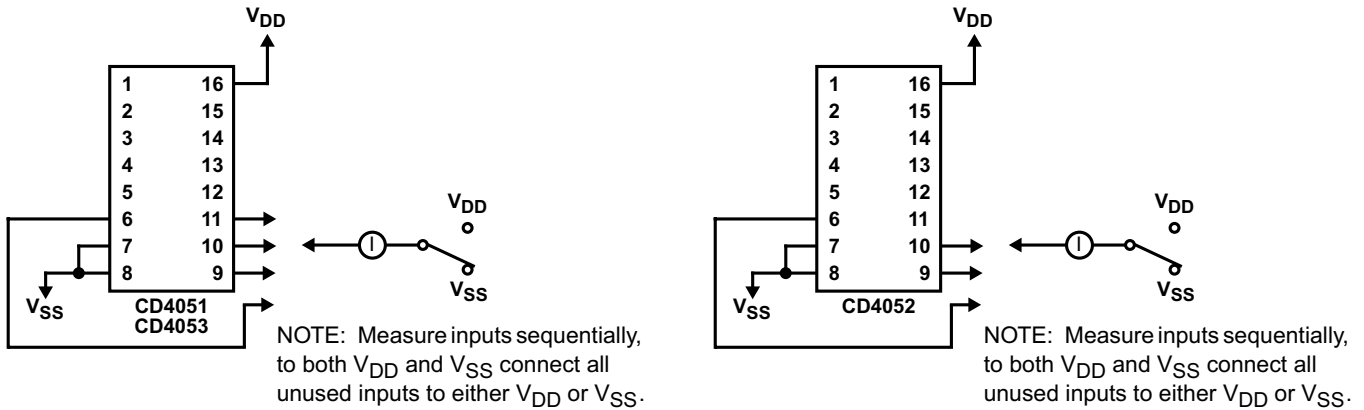 VDD
1 16
2 15
3 14
4 13
5 12
6 11
7 10
8 9
VSS
CD4051
CD4053
I
VDD
VSS
NOTE: Measure inputs sequentially,
to both VDD and VSS connect all
unused inputs to either VDD or VSS.
VDD
1 16
2 15
3 14
4 13
5 12
6 11
7 10
8 9
VSS
CD4052
I
VDD
VSS
NOTE: Measure inputs sequentially,
to both VDD and VSS connect all
unused inputs to either VDD or VSS.